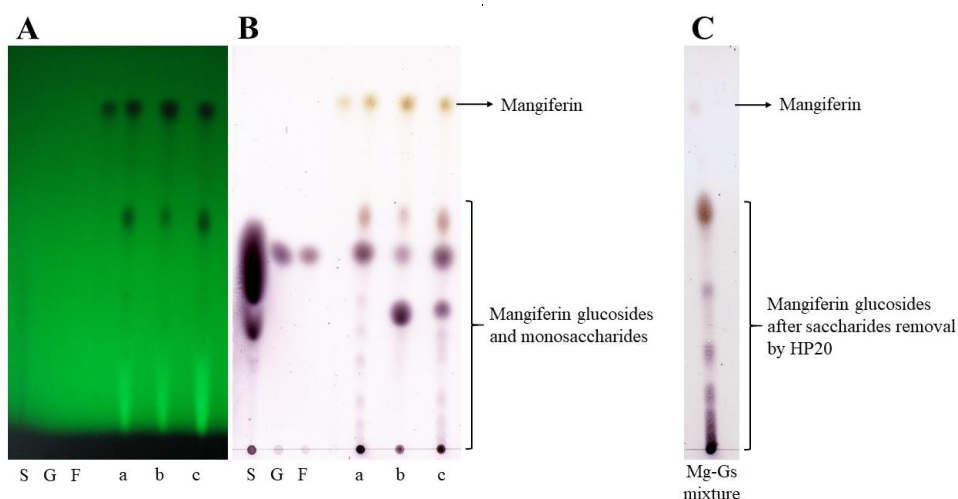 A
B
C
Mangiferin
Mangiferin
Mangiferin glucosides
and monosaccharides
Mangiferin glucosides
after saccharides removal
by HP20
S G F a b c
S G F a b c
Mg-Gs
mixture